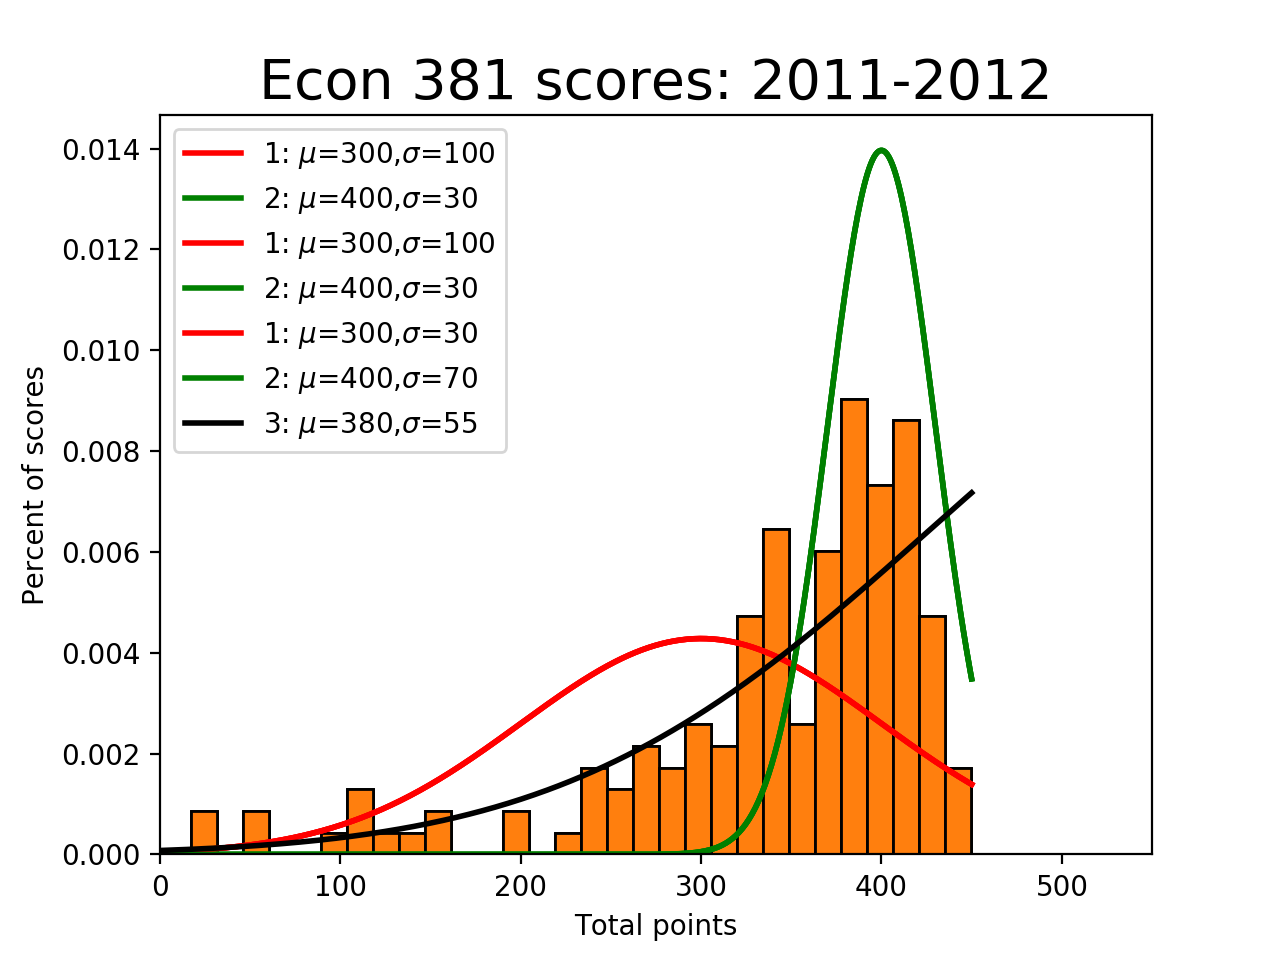 Econ 381 scores: 2011-2012
1: μ=300,σ=100
2: μ=400,σ=30
1: μ=300,σ=100
2: μ=400,σ=30
1: μ=300,σ=30
2: μ=400,σ=70
3: μ=380,σ=55
0.014
0.012
0.010
0.008
0.006
0.004
0.002
0.000
Percent of scores
0 100 200 300 400 500
Total points